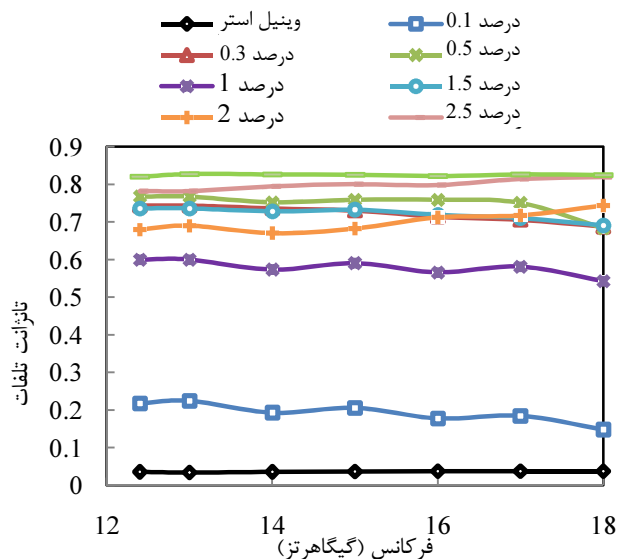 وینیل استر
0.1 درصد
0.3 درصد
0.5 درصد
1 درصد
1.5 درصد
2 درصد
2.5 درصد
تانژانت تلفات
0.9
0.8
0.7
0.6
0.5
0.4
0.3
0.2
0.1
0
12 14 16 18
فرکانس (گیگاهرتز)